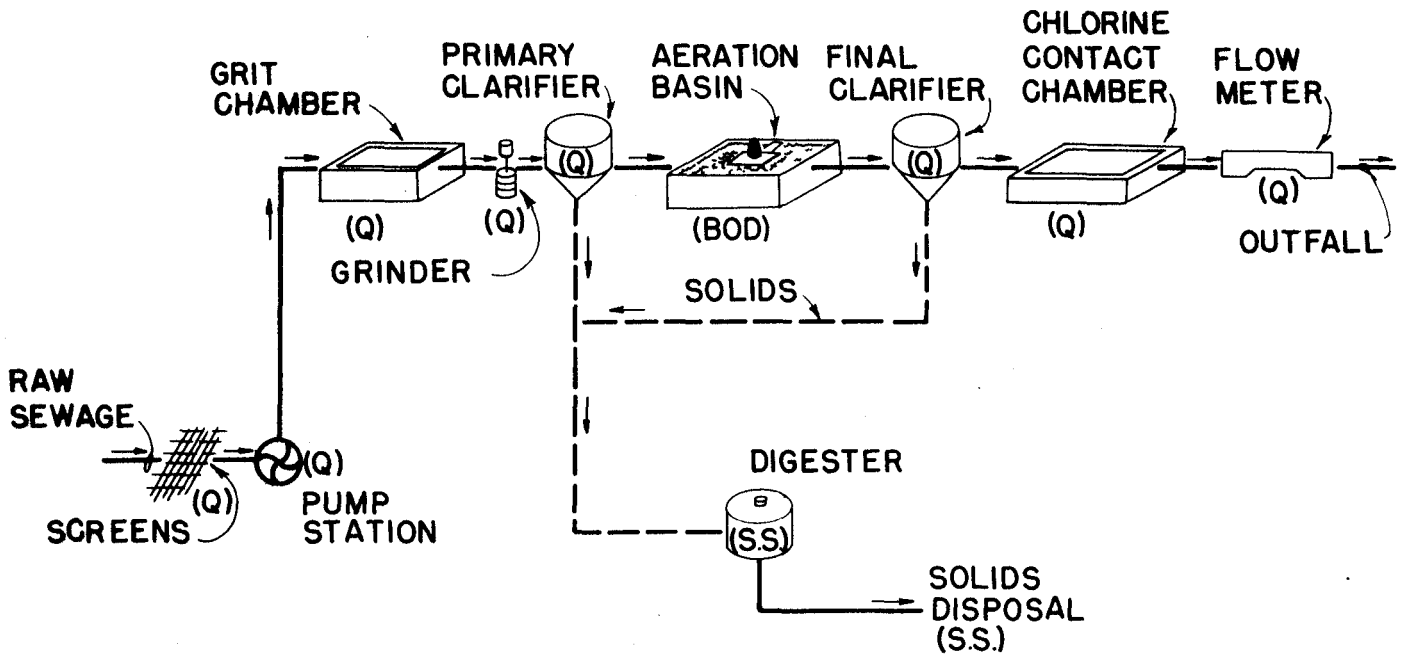 GRIT
CHAMBER
PRIMARY
CLARIFIER
AERATION
BASIN
FINAL
CLARIFIER
CHLORINE
CONTACT
CHAMBER
FLOW
METER
(Q)
(Q)
(Q)
(Q)
(BOD)
(Q)
(Q)
GRINDER
OUTFALL
SOLIDS
RAW
SEWAGE
(Q)
(Q)
SCREENS
PUMP
STATION
DIGESTER
(S.S.)
SOLIDS
DISPOSAL
(S.S.)